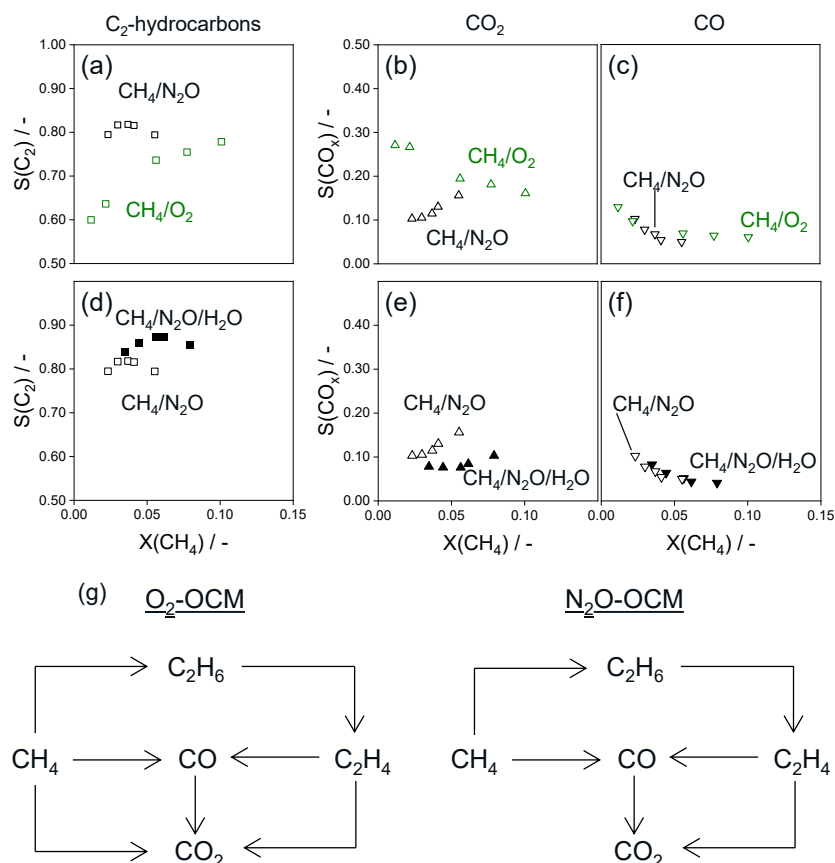 C₂-hydrocarbons CO₂ CO
1.00 0.50
(a) (b) (c)
CH₄/N₂O
0.90 0.40
S(C₂) / - 0.80 S(COₓ) / - 0.30
CH₄/O₂
CH₄/N₂O
0.70 0.20
CH₄/O₂
0.60 0.10
CH₄/N₂O
CH₄/O₂
0.50 0.00
(d) (e) (f)
CH₄/N₂O/H₂O
0.90 0.40
S(C₂) / - 0.80 S(COₓ) / - 0.30
CH₄/N₂O
CH₄/N₂O
CH₄/N₂O
0.70 0.20
CH₄/N₂O/H₂O
0.60 0.10
CH₄/N₂O/H₂O
0.50 0.00
0.00 0.05 0.10 0.15 0.00 0.05 0.10 0.00 0.05 0.10 0.15
X(CH₄) / - X(CH₄) / - X(CH₄) / -
(g) O₂-OCM N₂O-OCM
C₂H₆ C₂H₆
CH₄ CO C₂H₄ CH₄ CO C₂H₄
CO₂ CO₂